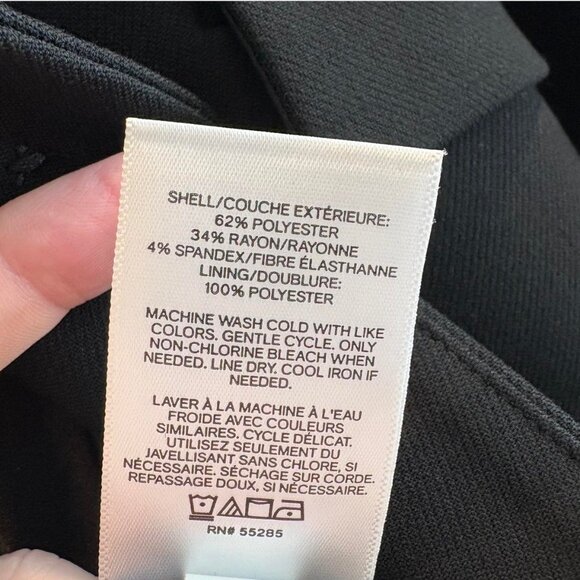 SHELL/COUCHE EXTÉRIEURE:
62% POLYESTER
34% RAYON/RAYONNE
4% SPANDEX/FIBRE ÉLASTHANNE
LINING/DOUBLURE:
100% POLYESTER
MACHINE WASH COLD WITH LIKE
COLORS. GENTLE CYCLE. ONLY
NON-CHLORINE BLEACH WHEN
NEEDED. LINE DRY. COOL IRON IF
NEEDED.
LAVER À LA MACHINE À L'EAU
FROIDE AVEC COULEURS
SIMILAIRES. CYCLE DÉLICAT.
UTILISEZ SEULEMENT DU
JAVELLISANT SANS CHLORE, SI
NÉCESSAIRE. SÉCHAGE SUR CORDE.
REPASSAGE DOUX, SI NÉCESSAIRE.
RN# 55285